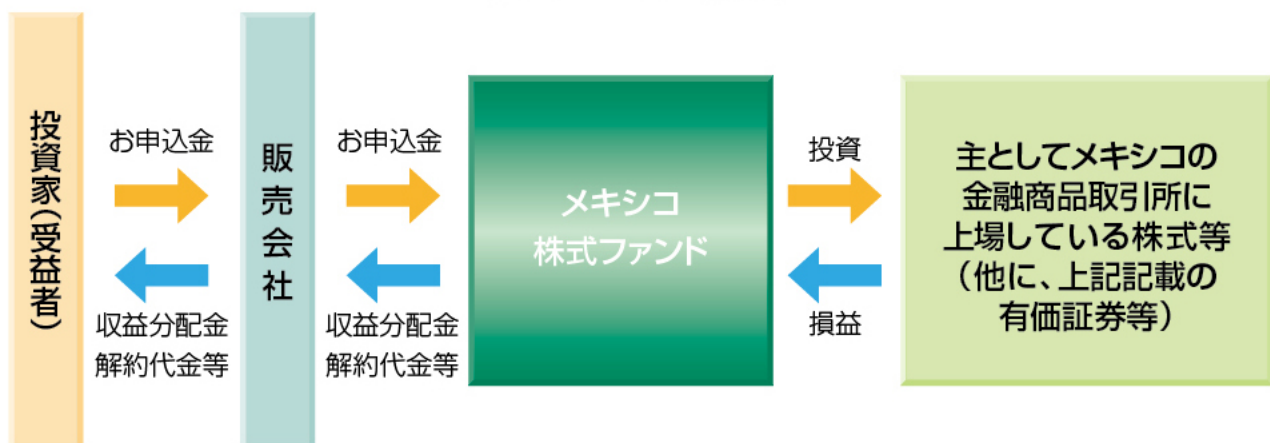 投資家(受益者)
お申込金
収益分配金
解約代金等
販売会社
お申込金
収益分配金
解約代金等
メキシコ
株式ファンド
投資
損益
主としてメキシコの
金融商品取引所に
上場している株式等
(他に、上記記載の
有価証券等)